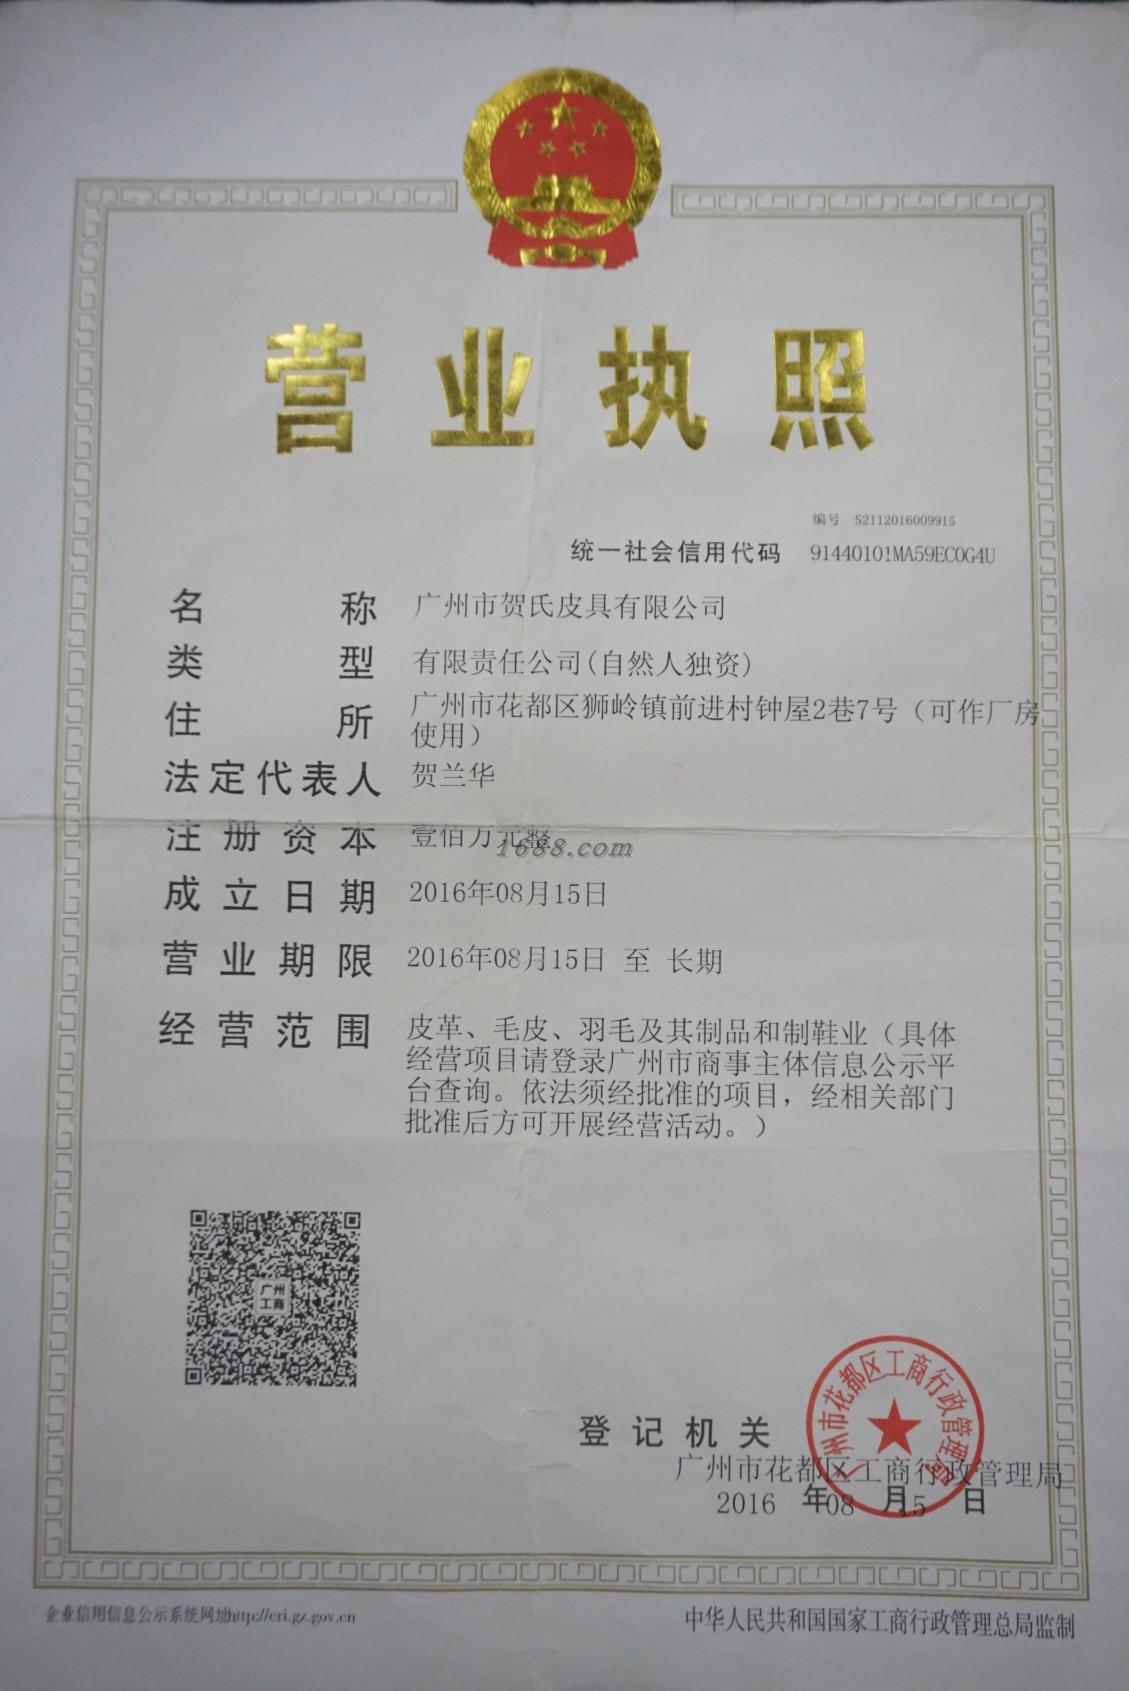 营业执照
编号 S2112016009915
统一社会信用代码 91440101MA59EC0G4U
名称 广州市贺氏皮具有限公司
类型 有限责任公司(自然人独资)
住所 广州市花都区狮岭镇前进村钟屋2巷7号（可作厂房
使用）
法定代表人 贺兰华
注册资本 壹佰万元整
1688.com
成立日期 2016年08月15日
营业期限 2016年08月15日 至 长期
经营范围 皮革、毛皮、羽毛及其制品和制鞋业（具体
经营项目请登录广州市商事主体信息公示平
台查询。依法须经批准的项目，经相关部门
批准后方可开展经营活动。）
广州
工商
广州市花都区工商行政管理局
登记机关
广州市花都区工商行政管理局
2016 年08 月15 日
企业信用信息公示系统网址http://cri.gz.gov.cn
中华人民共和国国家工商行政管理总局监制